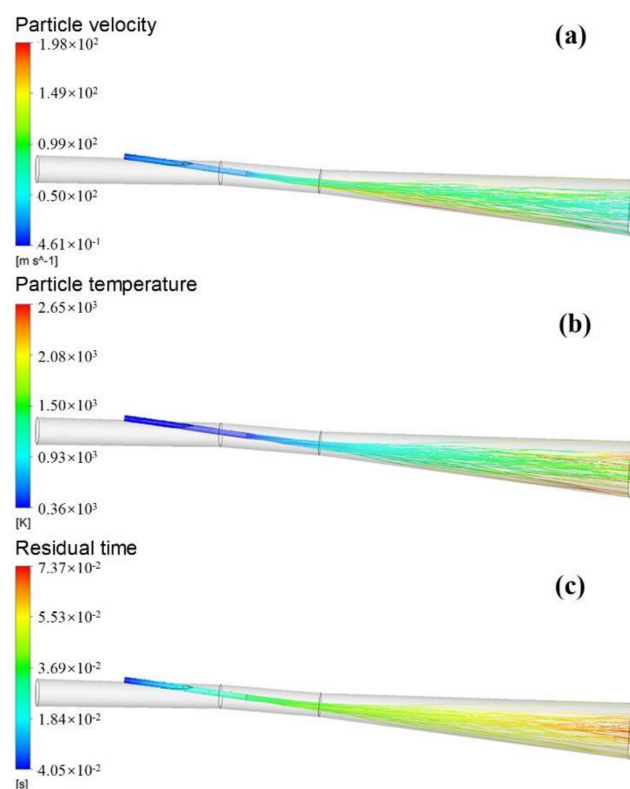 Particle velocity
(a)
1.98×10²
1.49×10²
0.99×10²
0.50×10²
4.61×10⁻¹
[m s^-1]
Particle temperature
(b)
2.65×10³
2.08×10³
1.50×10³
0.93×10³
0.36×10³
[K]
Residual time
(c)
7.37×10⁻²
5.53×10⁻²
3.69×10⁻²
1.84×10⁻²
4.05×10⁻²
[s]